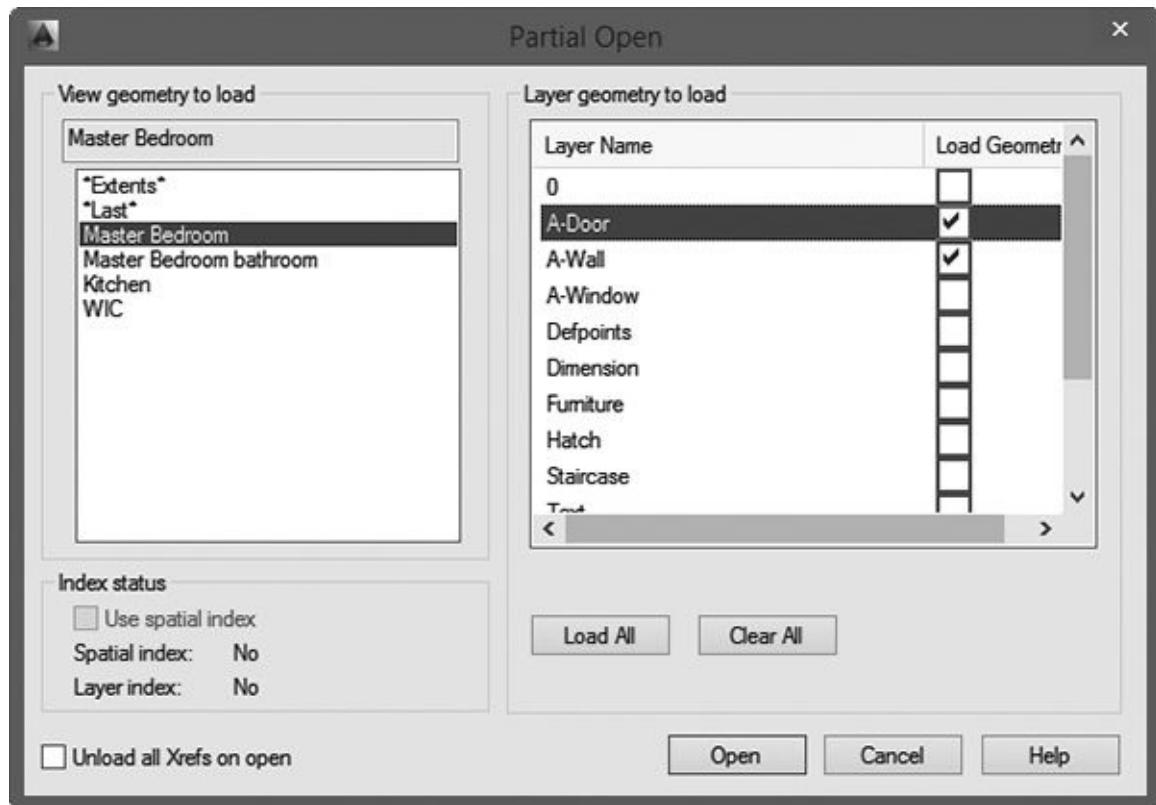 Partial Open
View geometry to load
Master Bedroom
*Extents*
*Last*
Master Bedroom
Master Bedroom bathroom
Kitchen
WIC
Index status
Use spatial index
Spatial index: No
Layer index: No
Unload all Xrefs on open
Layer geometry to load
Layer Name Load Geometr
0
A-Door
A-Wall
A-Window
Defpoints
Dimension
Furniture
Hatch
Staircase
Text
Load All Clear All
Open Cancel Help